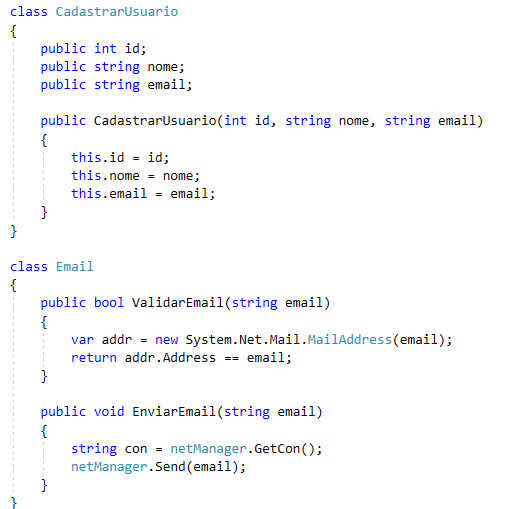 class CadastrarUsuario
{
    public int id;
    public string nome;
    public string email;

    public CadastrarUsuario(int id, string nome, string email)
    {
        this.id = id;
        this.nome = nome;
        this.email = email;
    }
}

class Email
{
    public bool ValidarEmail(string email)
    {
        var addr = new System.Net.Mail.MailAddress(email);
        return addr.Address == email;
    }

    public void EnviarEmail(string email)
    {
        string con = netManager.GetCon();
        netManager.Send(email);
    }
}